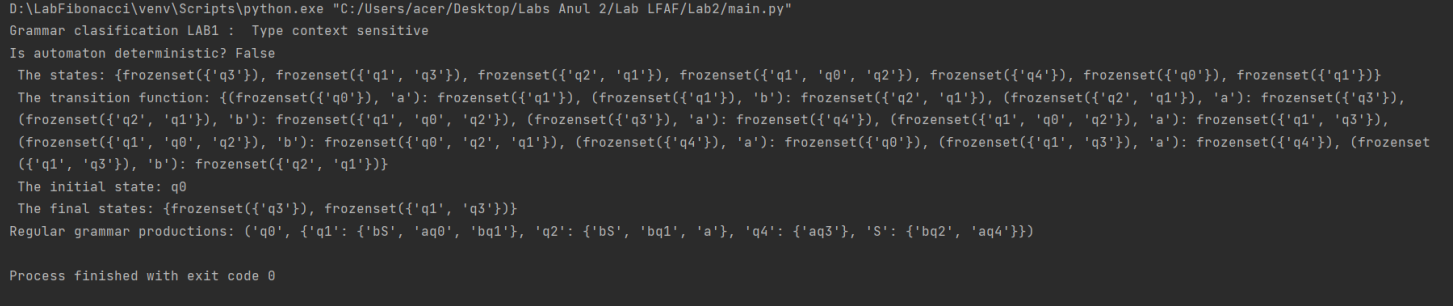 D:\LabFibonacci\venv\Scripts\python.exe "C:/Users/acer/Desktop/Labs Anul 2/Lab LFAF/Lab2/main.py"
Grammar clasification LAB1 :  Type context sensitive
Is automaton deterministic? False
 The states: {frozenset({'q3'}), frozenset({'q1', 'q3'}), frozenset({'q2', 'q1'}), frozenset({'q1', 'q0', 'q2'}), frozenset({'q4'}), frozenset({'q0'}), frozenset({'q1'})}
 The transition function: {(frozenset({'q0'}), 'a'): frozenset({'q1'}), (frozenset({'q1'}), 'b'): frozenset({'q2', 'q1'}), (frozenset({'q2', 'q1'}), 'a'): frozenset({'q3'}),
(frozenset({'q2', 'q1'}), 'b'): frozenset({'q1', 'q0', 'q2'}), (frozenset({'q3'}), 'a'): frozenset({'q4'}), (frozenset({'q1', 'q0', 'q2'}), 'a'): frozenset({'q1', 'q3'}),
(frozenset({'q1', 'q0', 'q2'}), 'b'): frozenset({'q0', 'q2', 'q1'}), (frozenset({'q4'}), 'a'): frozenset({'q0'}), (frozenset({'q1', 'q3'}), 'a'): frozenset({'q4'}), (frozenset
({'q1', 'q3'}), 'b'): frozenset({'q2', 'q1'})}
 The initial state: q0
 The final states: {frozenset({'q3'}), frozenset({'q1', 'q3'})}
Regular grammar productions: ('q0', {'q1': {'bS', 'aq0', 'bq1'}, 'q2': {'bS', 'bq1', 'a'}, 'q4': {'aq3'}, 'S': {'bq2', 'aq4'}})
Process finished with exit code 0